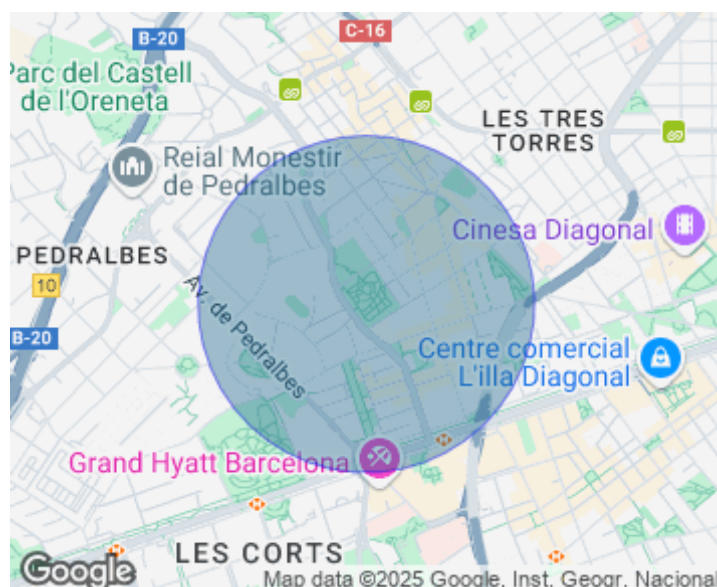 B-20
C-16
Parc del Castell
de l'Oreneta
LES TRES
TORRES
Reial Monestir
de Pedralbes
Cinesa Diagonal
PEDRALBES
10
B-20
Av. de Pedralbes
Centre comercial
L'illa Diagonal
Grand Hyatt Barcelona
LES CORTS
Google
Map data ©2025 Google, Inst. Geogr. Nacional